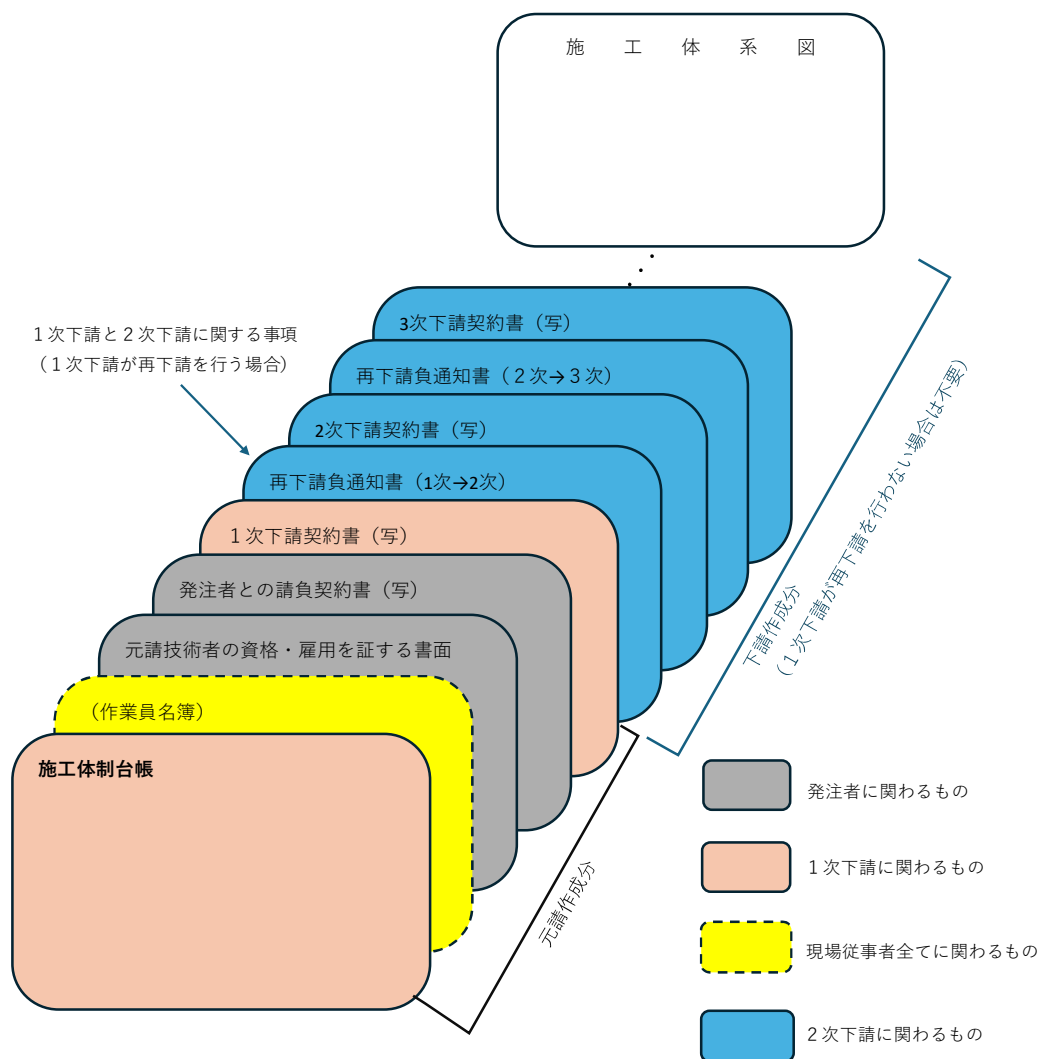 施工体系図
3次下請契約書（写）
1次下請と２次下請に関する事項
（１次下請が再下請を行う場合）
再下請負通知書（２次→３次）
2次下請契約書（写）
再下請負通知書（1次→2次）
１次下請契約書（写）
発注者との請負契約書（写）
元請技術者の資格・雇用を証する書面
（作業員名簿）
施工体制台帳
下請作成分
（１次下請が再下請を行わない場合は不要）
元請作成分
発注者に関わるもの
１次下請に関わるもの
現場従事者全てに関わるもの
２次下請に関わるもの